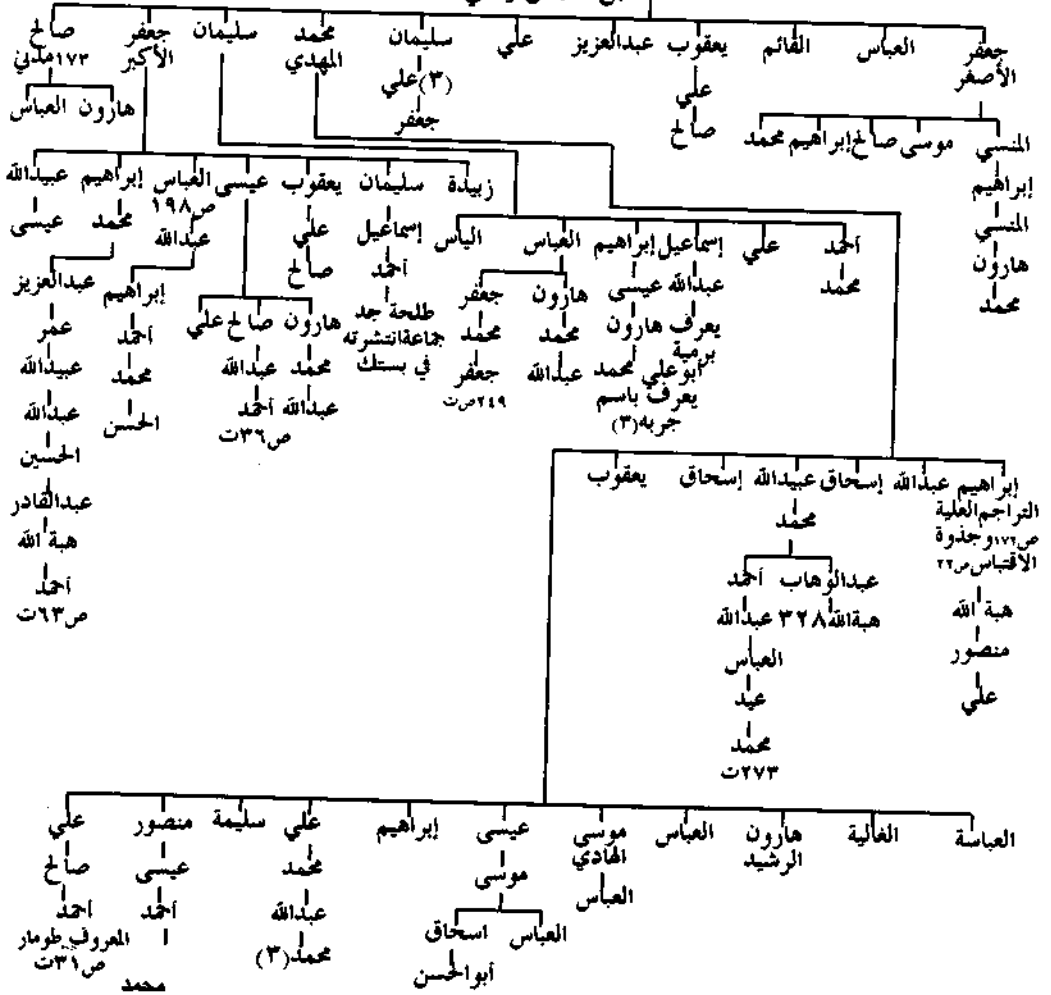 جعفر الأصغر العباس القائم يعقوب عبدالعزيز علي سليمان محمد المهدي سليمان جعفر الأكبر صالح
١٧٣مدني
المنسي موسى صالح إبراهيم محمد
إبراهيم
المنسي
هارون
محمد
علي
صالح
(٣)علي
جعفر
هارون العباس
زبيدة سليمان يعقوب عيسى العباس إبراهيم عبيدالله
إسماعيل
أحمد
طلحة جد
جماعة انتشرته
في بستك
علي
صالح
هارون صالح علي
محمد عبدالله
عبدالله أحمد
ص٣٦ت
ص١٩٨
عبدالله
إبراهيم
أحمد
محمد
الحسن
محمد
عبدالعزيز
عمر
عبيدالله
عبدالله
الحسين
عبدالقادر
هبة الله
أحمد
ص٦٣ت
عيسى
أحمد علي إسماعيل إبراهيم العباس الياس
محمد
عبدالله
يعرف
برمية
عيسى
هارون
أبوعلي محمد
يعرف باسم
جربه(٣)
هارون جعفر
محمد محمد
عبدالله جعفر
٢٤٩ص ت
إبراهيم عبدالله إسحاق عبيدالله إسحاق يعقوب
التراجم العلية
ص١٧٢وجذوة
الاقتباس ص٢٢
هبة الله
منصور
علي
محمد
عبدالوهاب أحمد
هبةالله ٣٢٨ عبدالله
العباس
عيد
محمد
٢٧٣ت
العباسة الغالية هارون الرشيد العباس موسى الهادي عيسى إبراهيم علي سليمة منصور علي
العباس
موسى
العباس اسحاق
أبوالحسن
محمد
عبدالله
محمد(٣)
عيسى
أحمد
محمد
صالح
أحمد
المعروف طومار
ص٣١ت